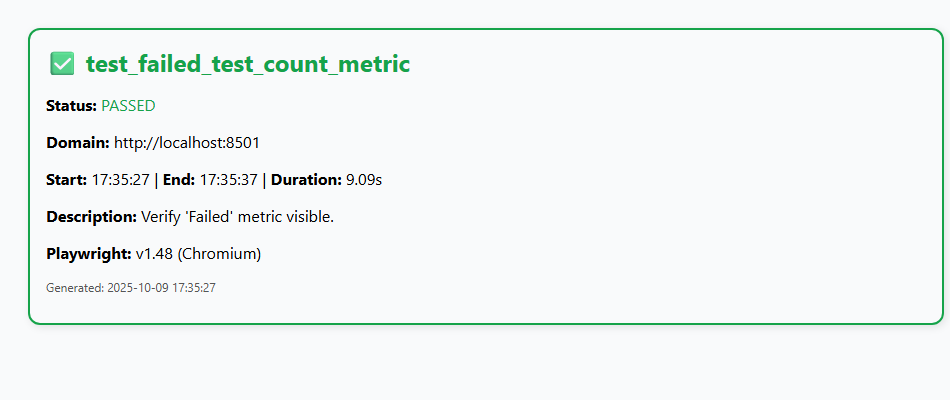 test_failed_test_count_metric
Status: PASSED
Domain: http://localhost:8501
Start: 17:35:27 | End: 17:35:37 | Duration: 9.09s
Description: Verify 'Failed' metric visible.
Playwright: v1.48 (Chromium)
Generated: 2025-10-09 17:35:27